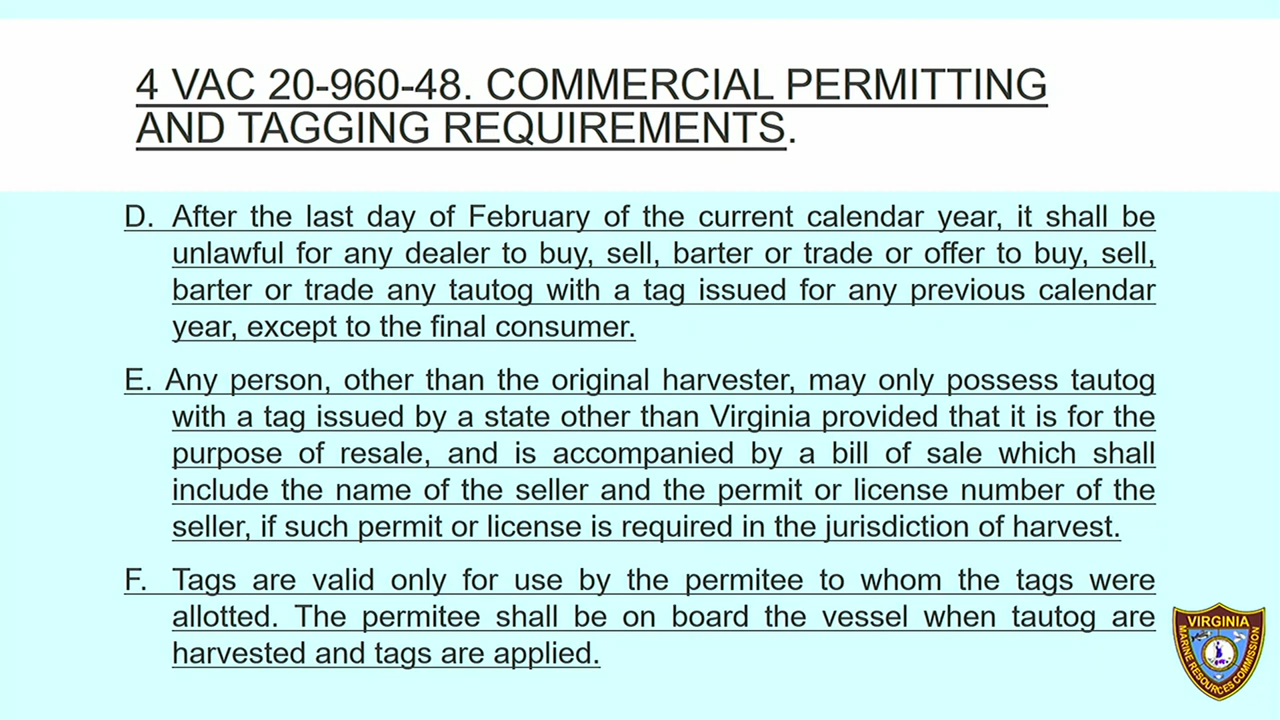 4 VAC 20-960-48. COMMERCIAL PERMITTING
AND TAGGING REQUIREMENTS.
D. After the last day of February of the current calendar year, it shall be
unlawful for any dealer to buy, sell, barter or trade or offer to buy, sell,
barter or trade any tautog with a tag issued for any previous calendar
year, except to the final consumer.
E. Any person, other than the original harvester, may only possess tautog
with a tag issued by a state other than Virginia provided that it is for the
purpose of resale, and is accompanied by a bill of sale which shall
include the name of the seller and the permit or license number of the
seller, if such permit or license is required in the jurisdiction of harvest.
F. Tags are valid only for use by the permitee to whom the tags were
allotted. The permitee shall be on board the vessel when tautog are
harvested and tags are applied.
VIRGINIA
MARINE RESOURCES COMMISSION